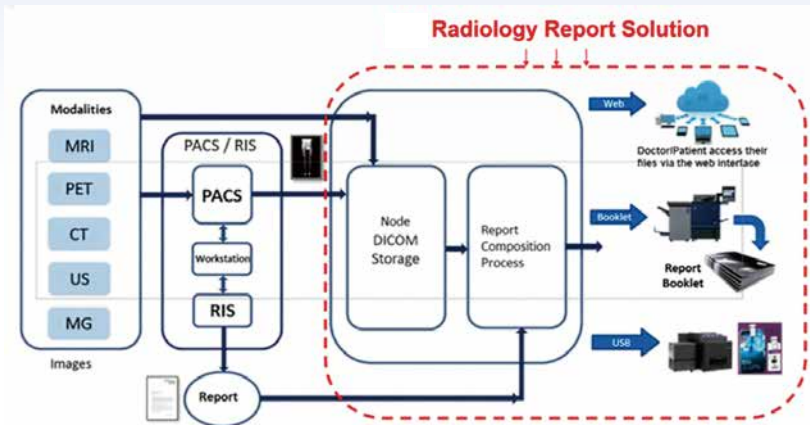 Radiology Report Solution
Modalities
MRI
PET
CT
US
MG
Images
PACS / RIS
PACS
Workstation
RIS
Report
Node
DICOM
Storage
Report
Composition
Process
Web
Doctor/Patient access their
files via the web interlase
Booklet
Report
Booklet
USB